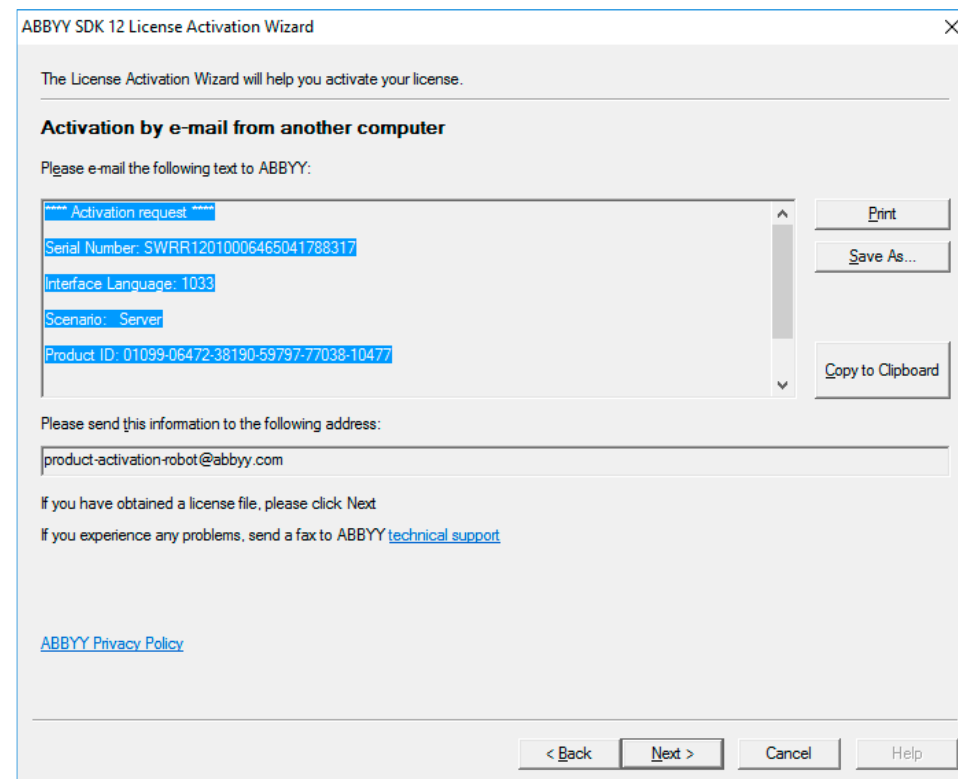 ABBYY SDK 12 License Activation Wizard
The License Activation Wizard will help you activate your license.
Activation by e-mail from another computer
Please e-mail the following text to ABBYY:
**** Activation request ****
Serial Number: SWRR12010006465041788317
Interface Language: 1033
Scenario: Server
Product ID: 01099-06472-38190-59797-77038-10477
Print
Save As...
Copy to Clipboard
Please send this information to the following address:
product-activation-robot@abbyy.com
If you have obtained a license file, please click Next
If you experience any problems, send a fax to ABBYY technical support
ABBYY Privacy Policy
< Back
Next >
Cancel
Help